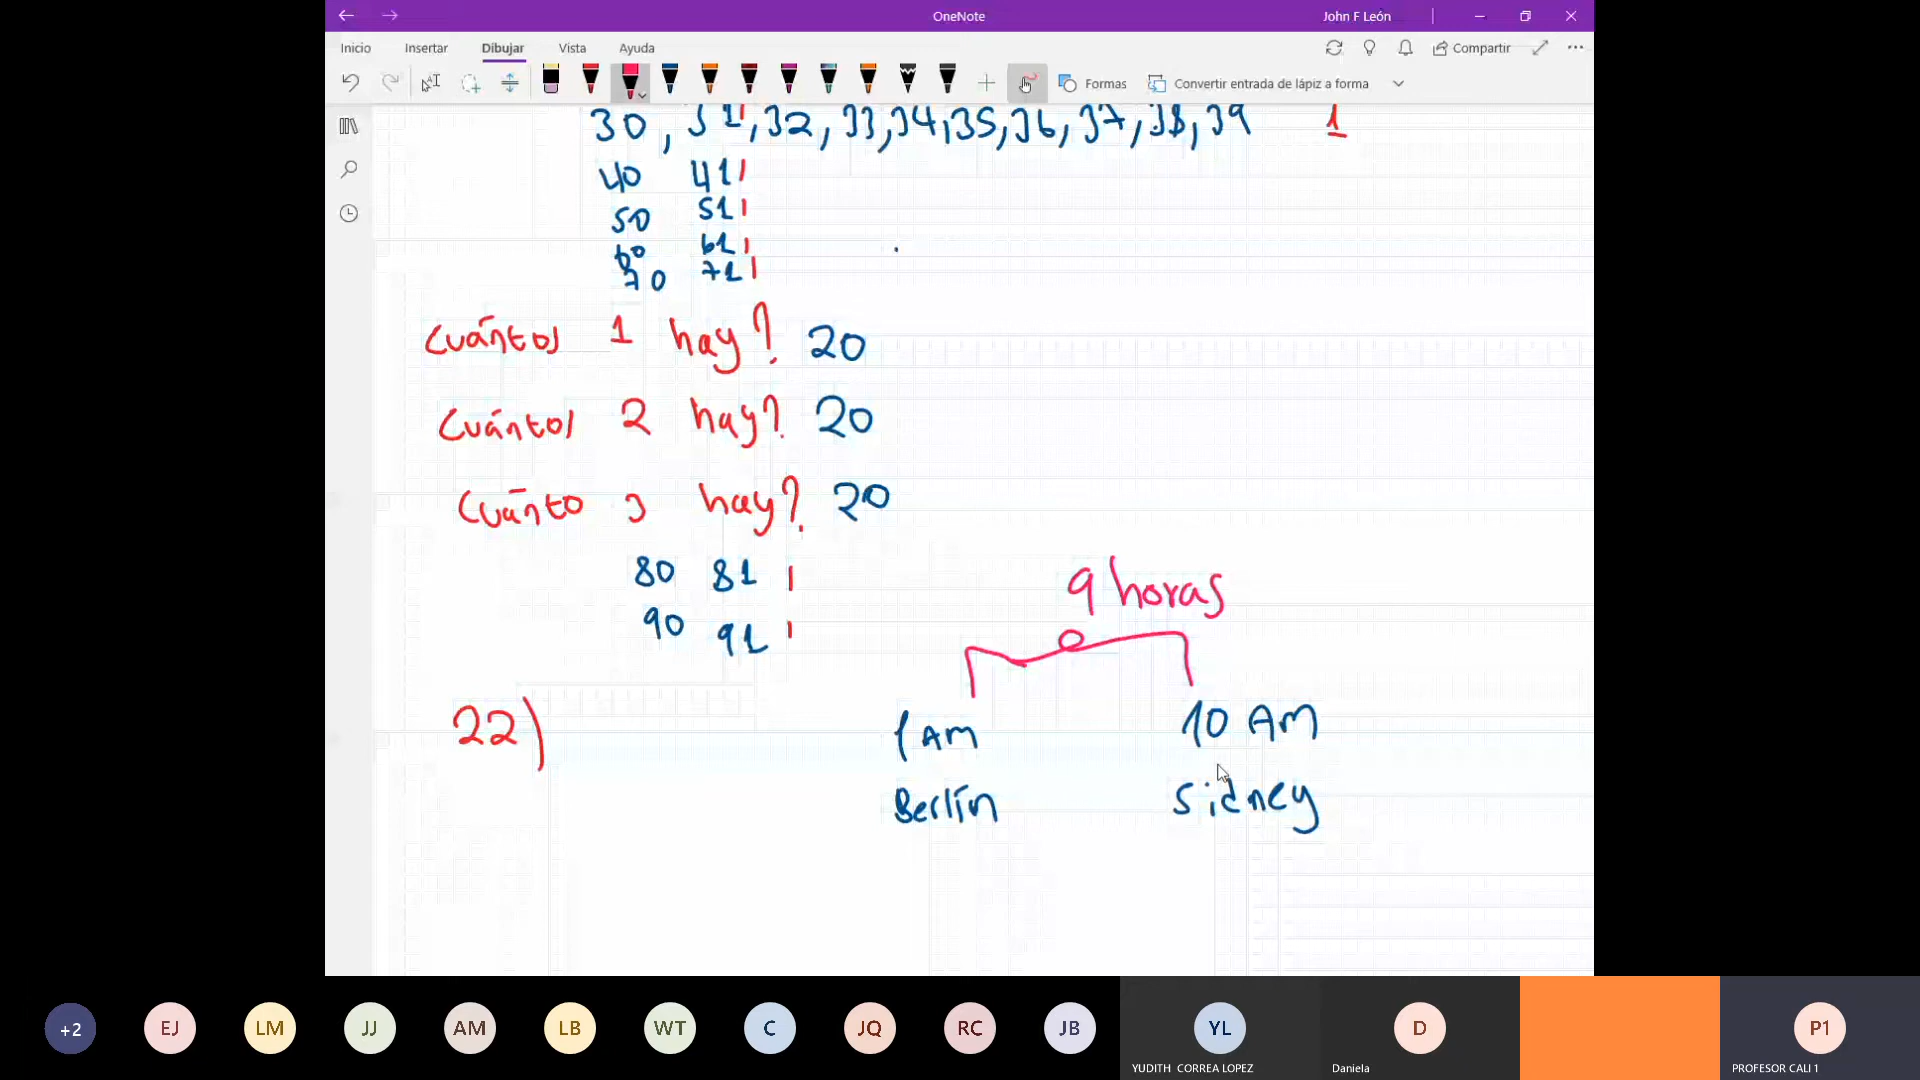 OneNote
John F León
Inicio Insertar Dibujar Vista Ayuda
Compartir
Formas
Convertir entrada de lápiz a forma
30, 31, 32, 33, 34, 35, 36, 37, 38, 39 1
40 41
50 51
60 61
70 71
Cuántos 1 hay? 20
Cuántos 2 hay? 20
Cuánto 3 hay? 20
80 81
90 91
9 horas
22)
1 AM 10 AM
Berlín Sidney
+2 EJ LM JJ AM LB WT C JQ RC JB YL D P1
YUDITH CORREA LOPEZ Daniela PROFESOR CALI 1